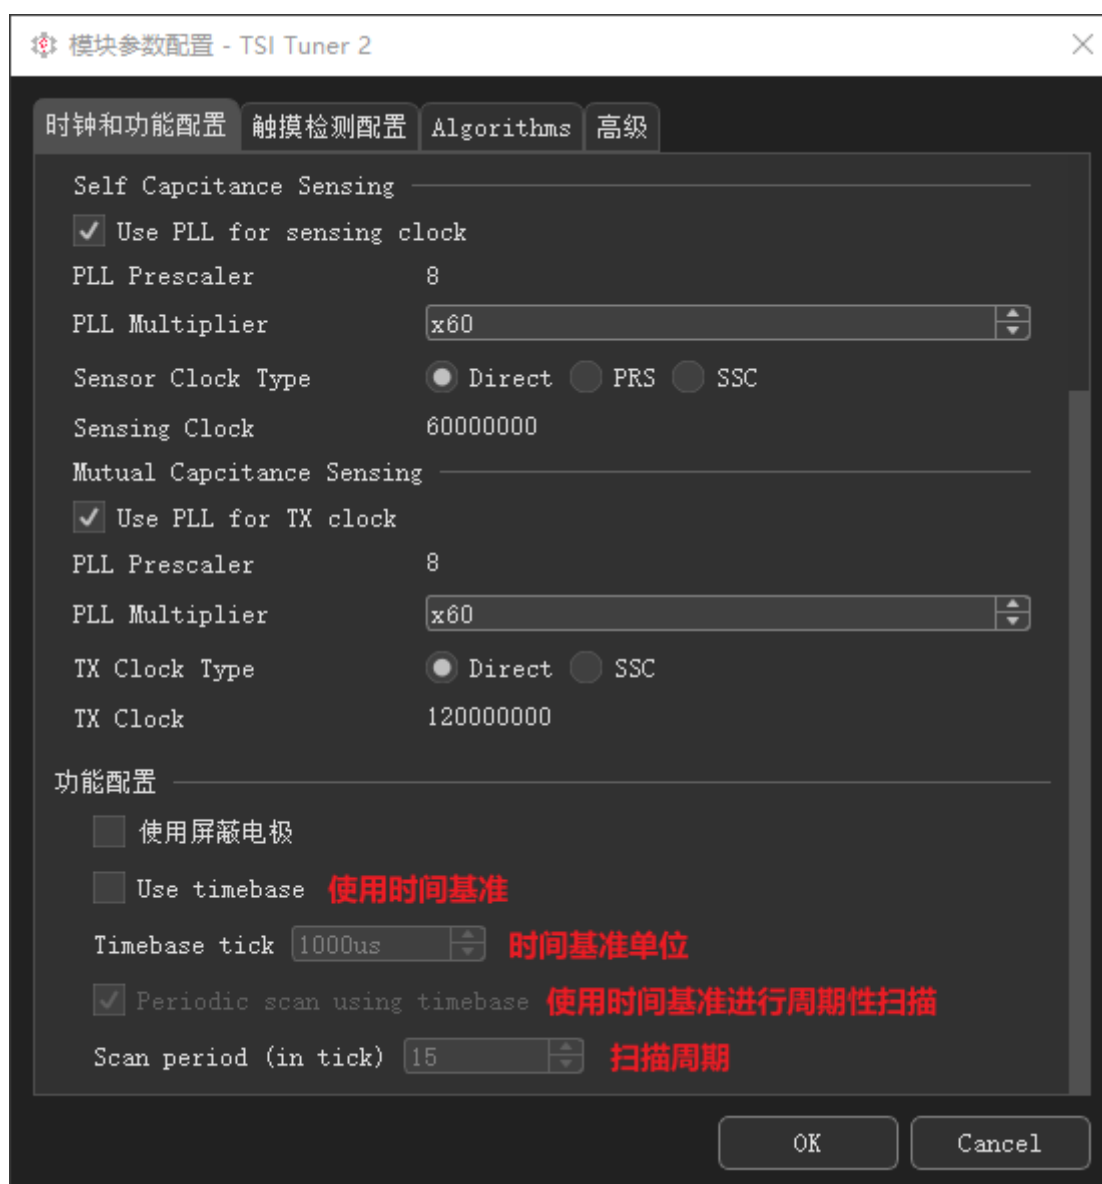 模块参数配置 - TSI Tuner 2
时钟和功能配置 触摸检测配置 Algorithms 高级
Self Capcitance Sensing
Use PLL for sensing clock
PLL Prescaler 8
PLL Multiplier x60
Sensor Clock Type Direct PRS SSC
Sensing Clock 60000000
Mutual Capcitance Sensing
Use PLL for TX clock
PLL Prescaler 8
PLL Multiplier x60
TX Clock Type Direct SSC
TX Clock 120000000
功能配置
使用屏蔽电极
Use timebase 使用时间基准
Timebase tick 1000us 时间基准单位
Periodic scan using timebase 使用时间基准进行周期性扫描
Scan period (in tick) 15 扫描周期
OK Cancel